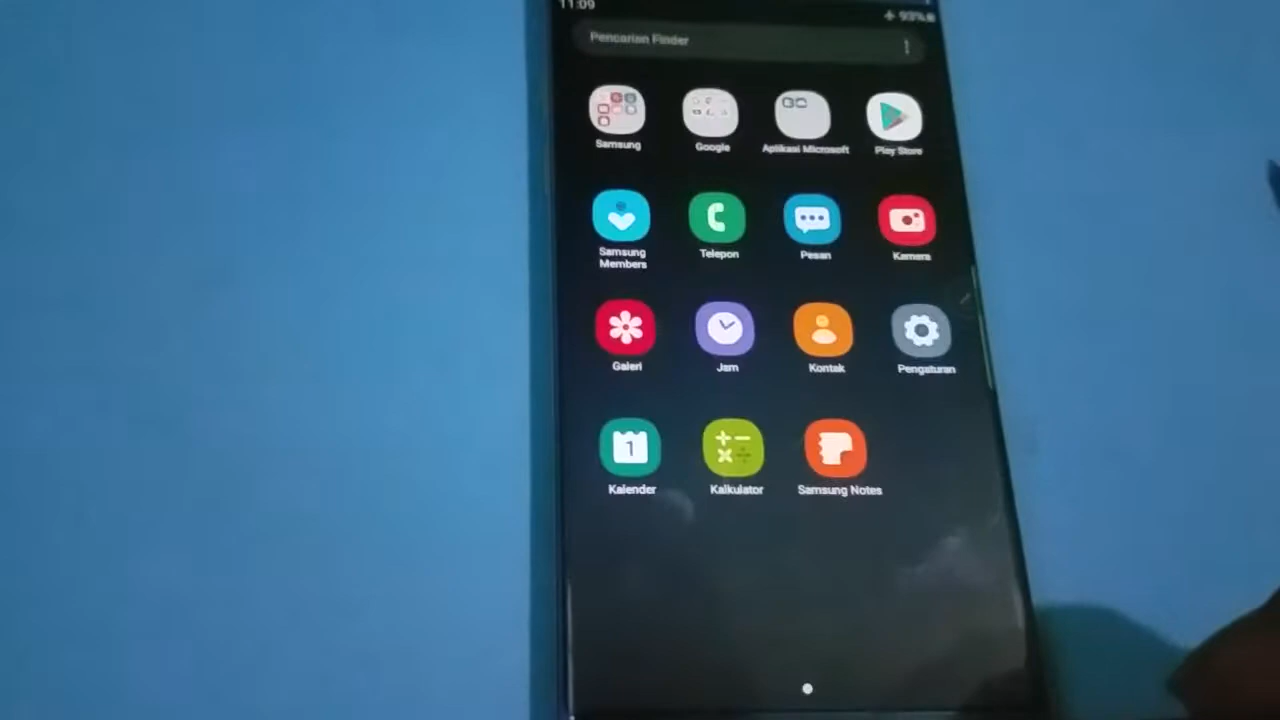 11:09
93%
Pencarian Finder
Samsung
Google
Aplikasi Microsoft
Play Store
Samsung
Members
Telepon
Pesan
Kamera
Galeri
Jam
Kontak
Pengaturan
1
Kalender
Kalkulator
Samsung Notes